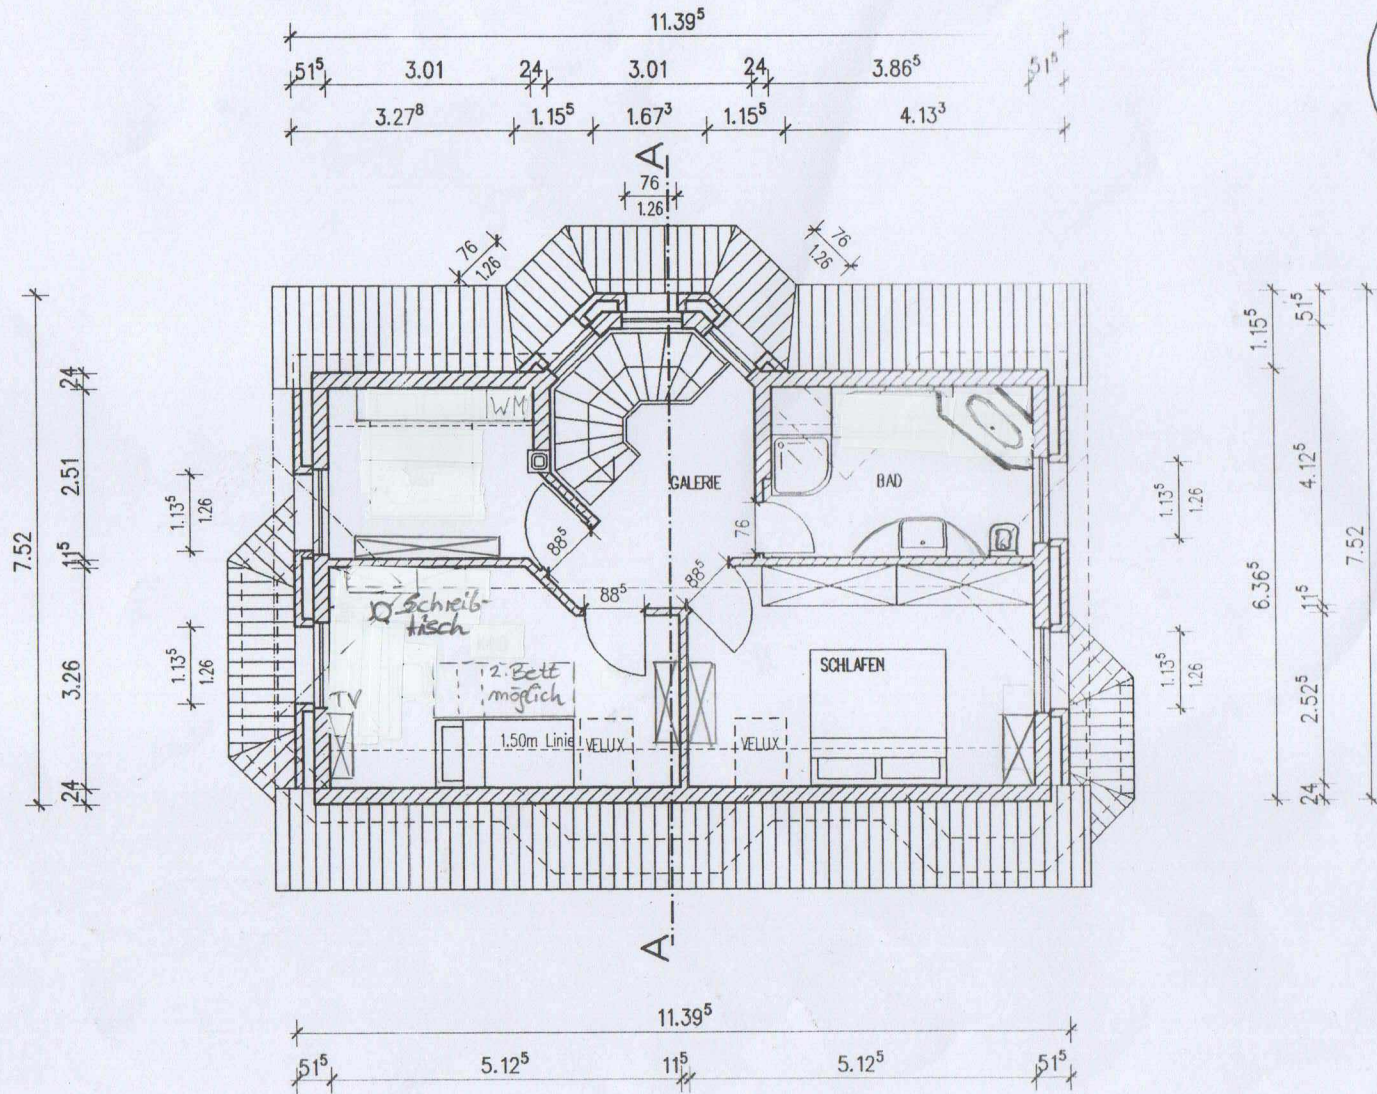 11.39⁵
51⁵ 3.01 24 3.01 24 3.86⁵ 51⁵
3.27⁸ 1.15⁵ 1.67³ 1.15⁵ 4.13³
A
76
1.26
76
1.26
76
1.26
7.52
24
2.51
11⁵
3.26
24
1.13⁵
1.26
1.13⁵
1.26
WM
GALERIE
BAD
76
88⁵
88⁵
88⁵
Schreib-
tisch
TV
2. Bett
möglich
1.50m Linie
VELUX
VELUX
SCHLAFEN
1.13⁵
1.26
1.13⁵
1.26
1.15⁵
6.36⁵
24
51⁵
4.12⁵
11⁵
2.52⁵
7.52
A
11.39⁵
51⁵ 5.12⁵ 11⁵ 5.12⁵ 51⁵